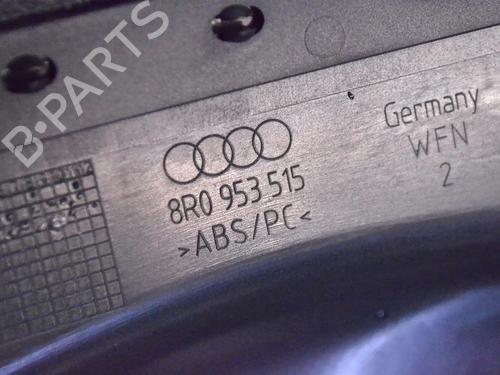 B·PARTS
8R0 953 515
>ABS/PC<
Germany
WFN
2